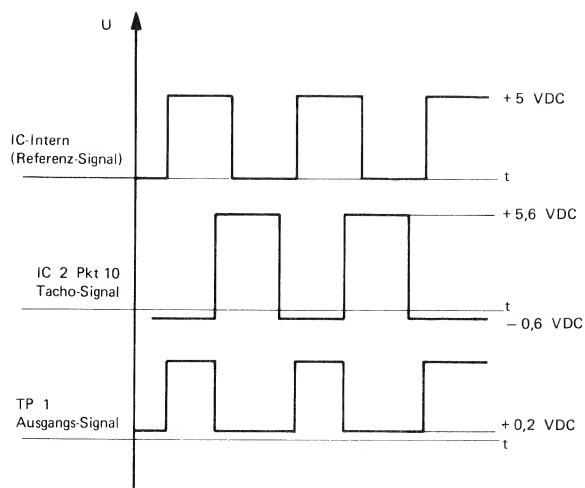 U
+ 5 VDC
IC-Intern
(Referenz-Signal)
t
+ 5,6 VDC
IC 2 Pkt 10
Tacho-Signal
t
− 0,6 VDC
TP 1
Ausgangs-Signal
+ 0,2 VDC
t